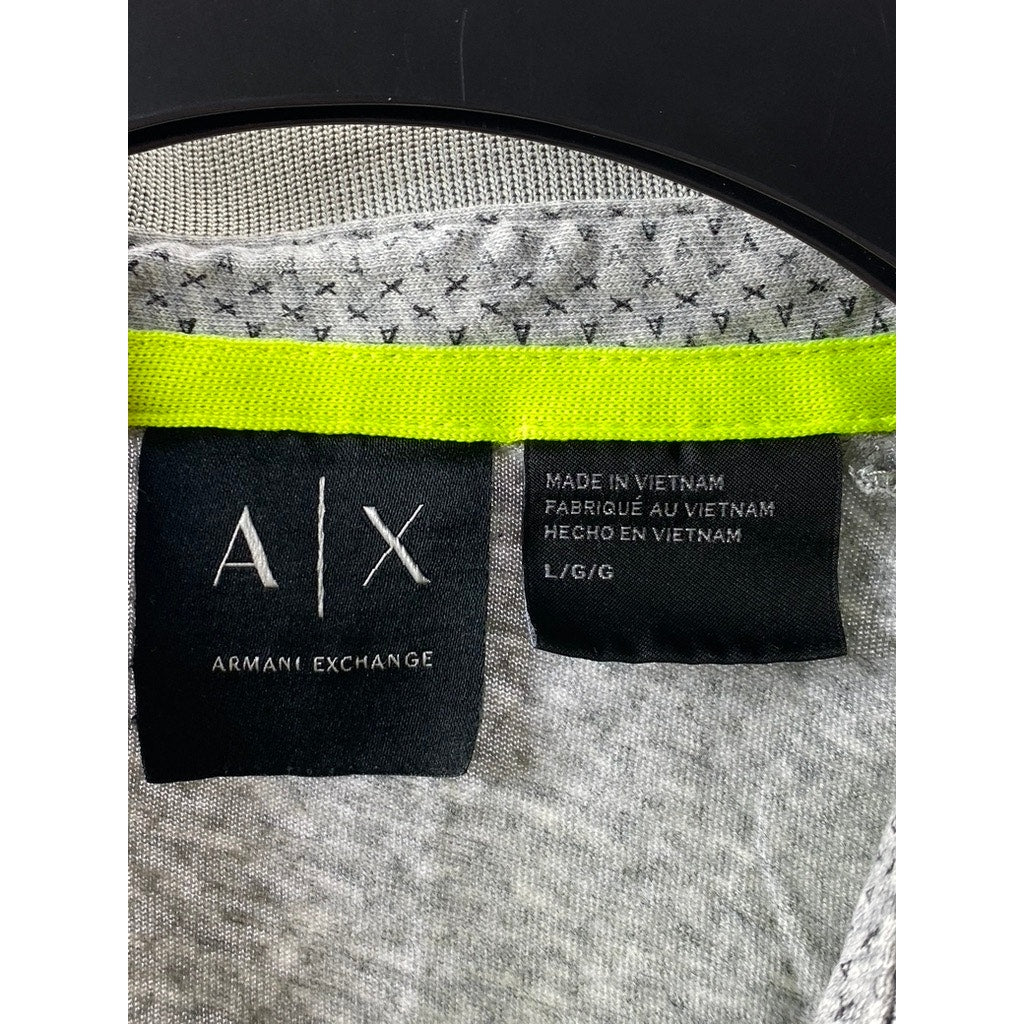 A|X
ARMANI EXCHANGE
MADE IN VIETNAM
FABRIQUÉ AU VIETNAM
HECHO EN VIETNAM
L/G/G